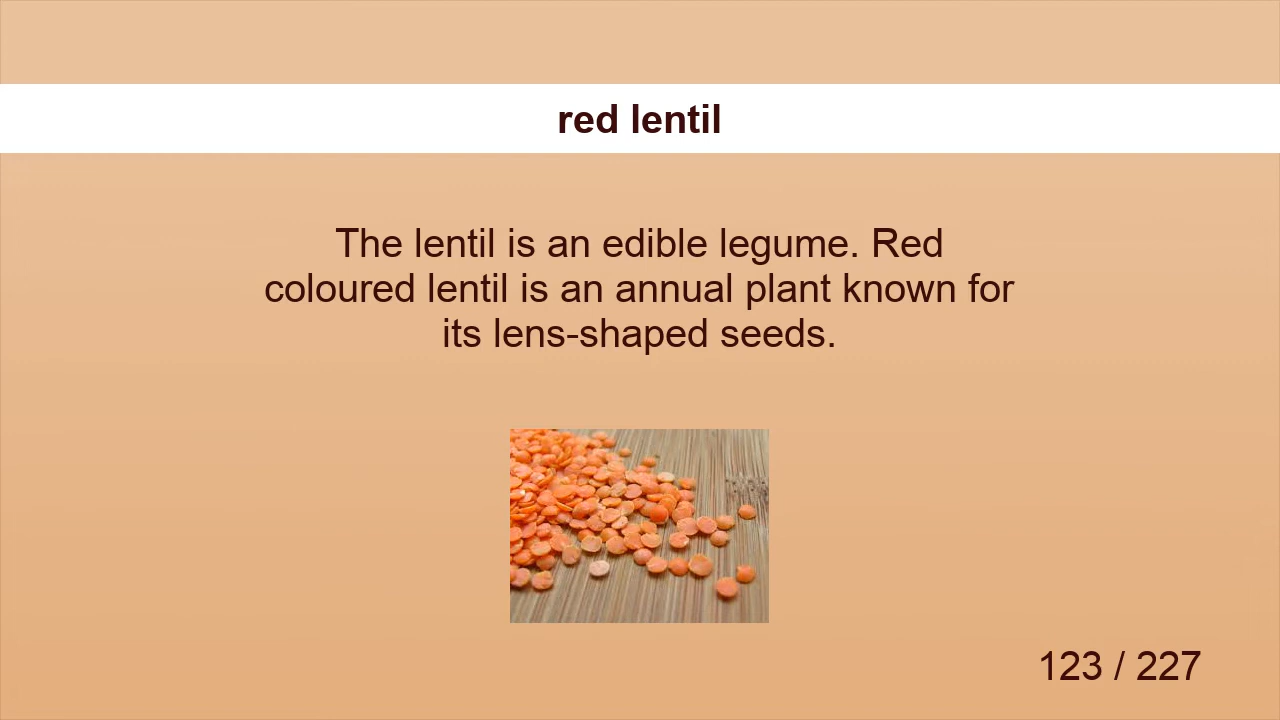 red lentil
The lentil is an edible legume. Red
coloured lentil is an annual plant known for
its lens-shaped seeds.
123 / 227